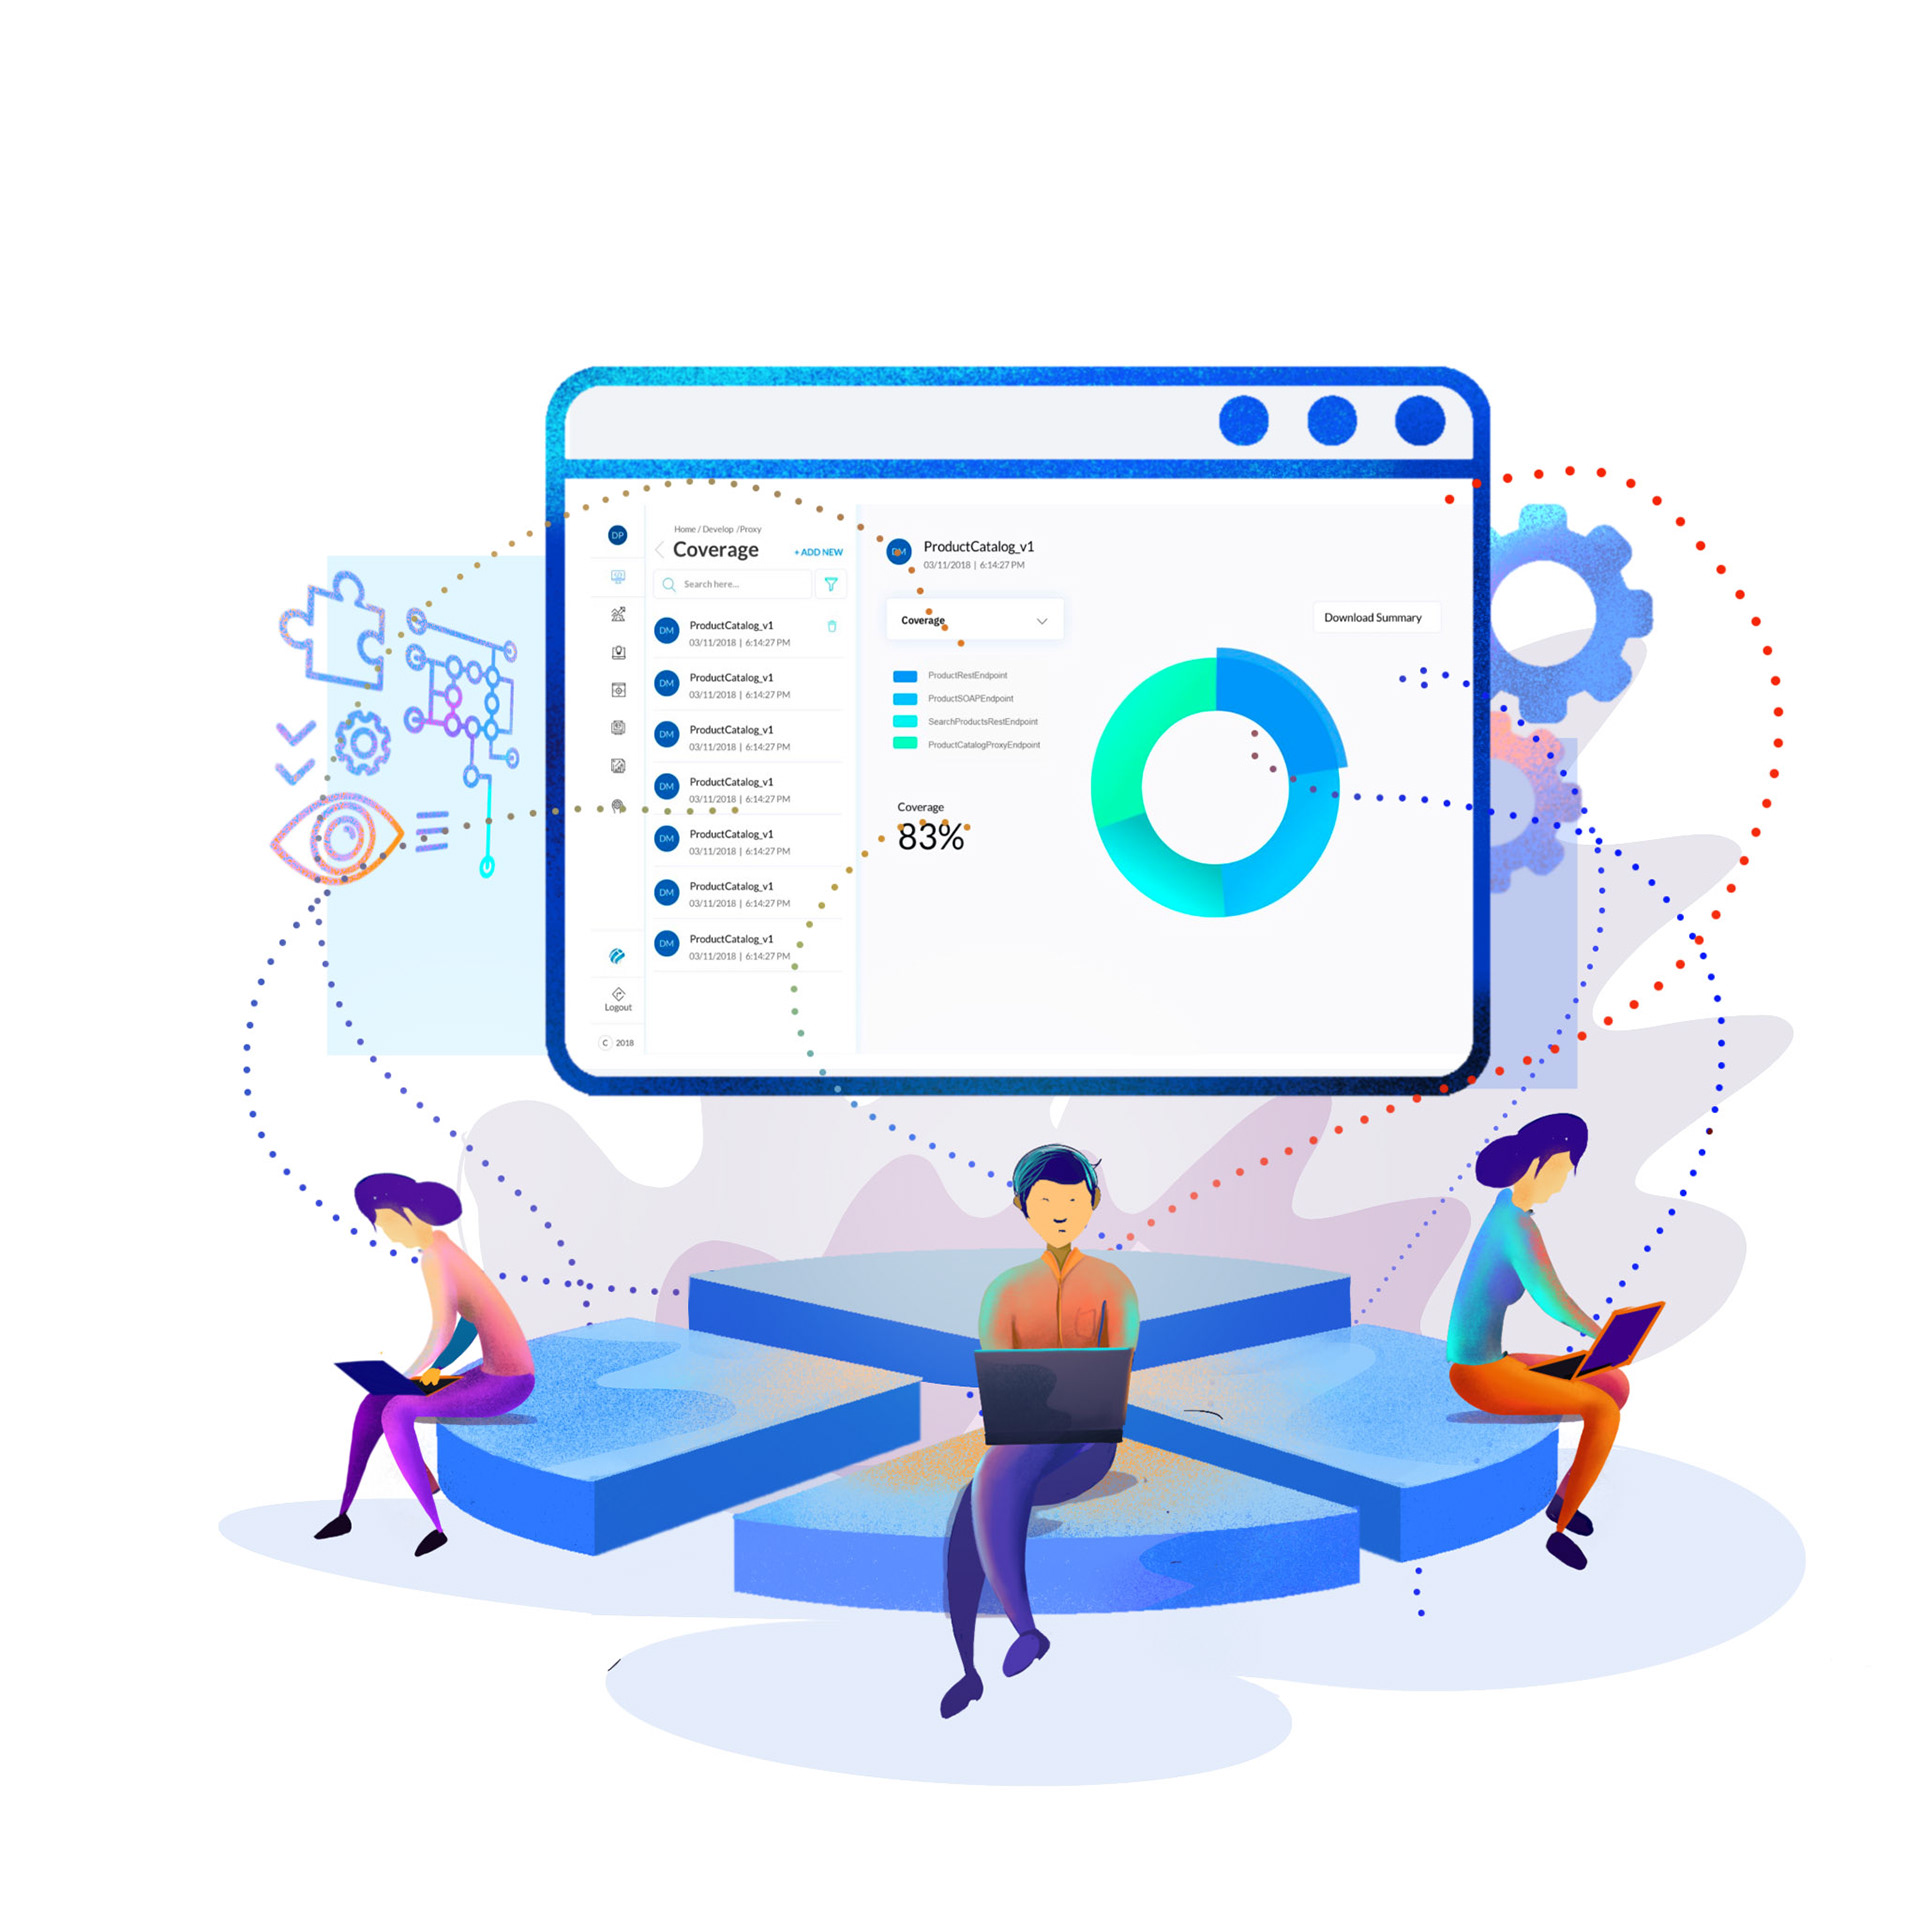 DP
Home / Develop /Proxy
Coverage
+ ADD NEW
Search here...
DM ProductCatalog_v1
03/11/2018 | 6:14:27 PM
DM ProductCatalog_v1
03/11/2018 | 6:14:27 PM
DM ProductCatalog_v1
03/11/2018 | 6:14:27 PM
DM ProductCatalog_v1
03/11/2018 | 6:14:27 PM
DM ProductCatalog_v1
03/11/2018 | 6:14:27 PM
DM ProductCatalog_v1
03/11/2018 | 6:14:27 PM
DM ProductCatalog_v1
03/11/2018 | 6:14:27 PM
Logout
C 2018
DM ProductCatalog_v1
03/11/2018 | 6:14:27 PM
Coverage
Download Summary
ProductRestEndpoint
ProductSOAPEndpoint
SearchProductsRestEndpoint
ProductCatalogProxyEndpoint
Coverage
83%